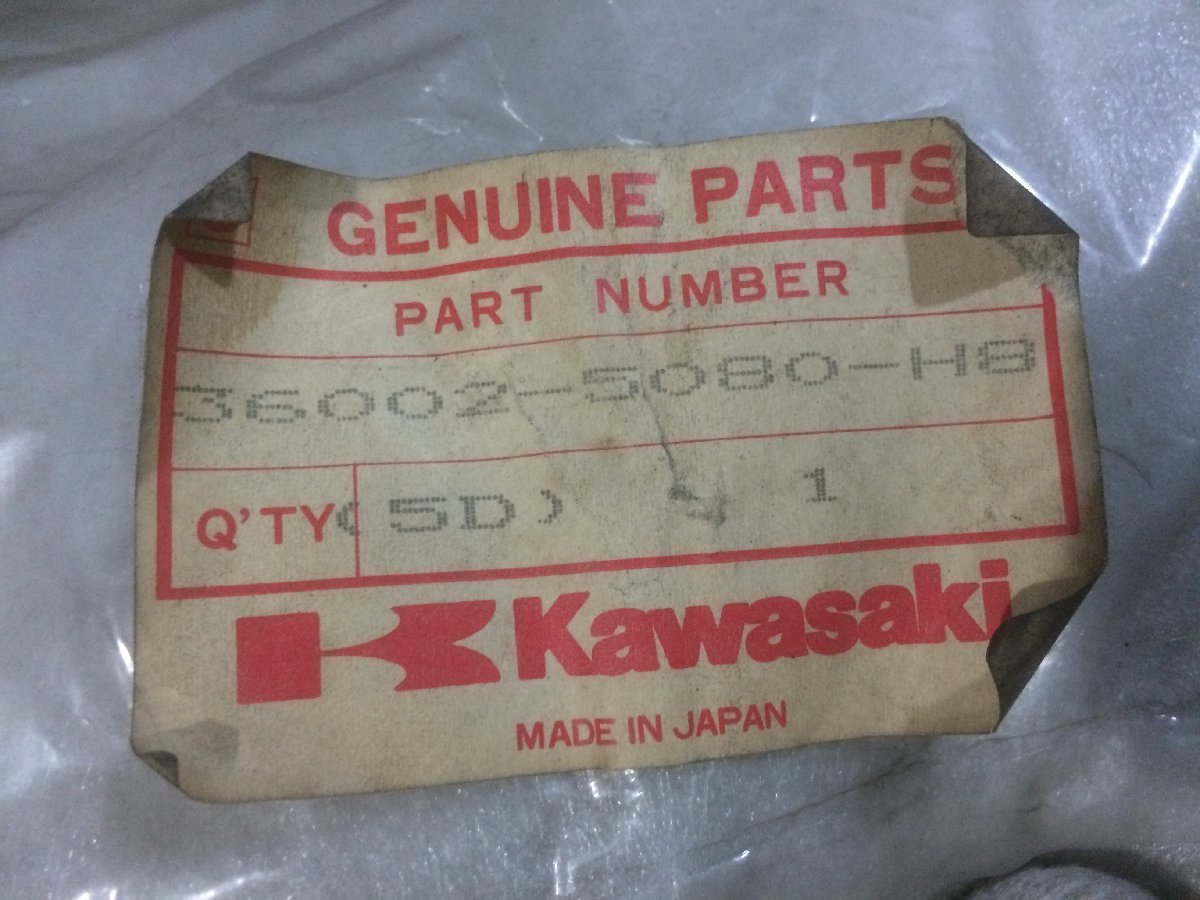 GENUINE PARTS
PART NUMBER
36002-5080-H8
Q'TY (5D) 1
Kawasaki
MADE IN JAPAN